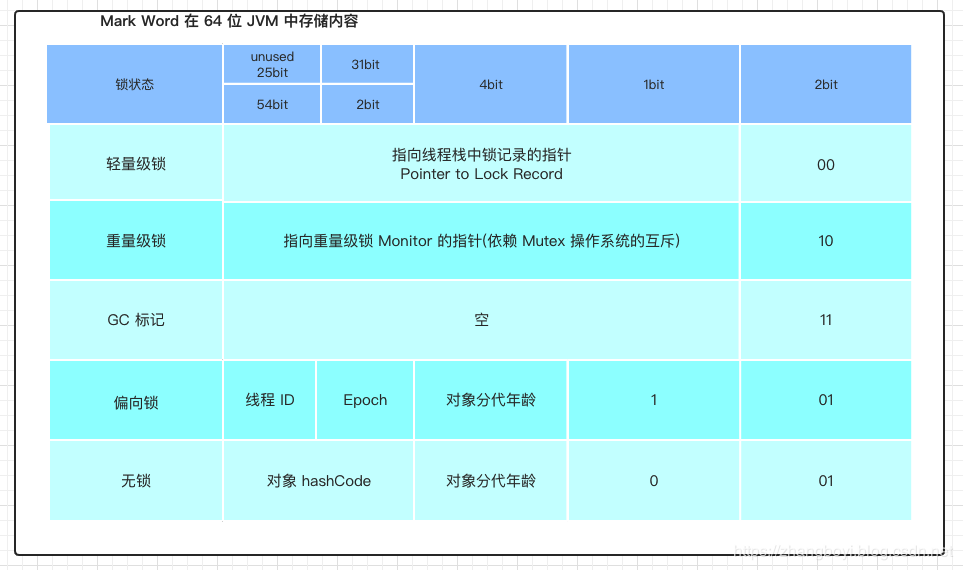 Mark Word 在 64 位 JVM 中存储内容
锁状态
unused
25bit
31bit
4bit
1bit
2bit
54bit
2bit
轻量级锁
指向线程栈中锁记录的指针
Pointer to Lock Record
00
重量级锁
指向重量级锁 Monitor 的指针(依赖 Mutex 操作系统的互斥)
10
GC 标记
空
11
偏向锁
线程 ID
Epoch
对象分代年龄
1
01
无锁
对象 hashCode
对象分代年龄
0
01
https://zhangboyi.blog.csdn.net